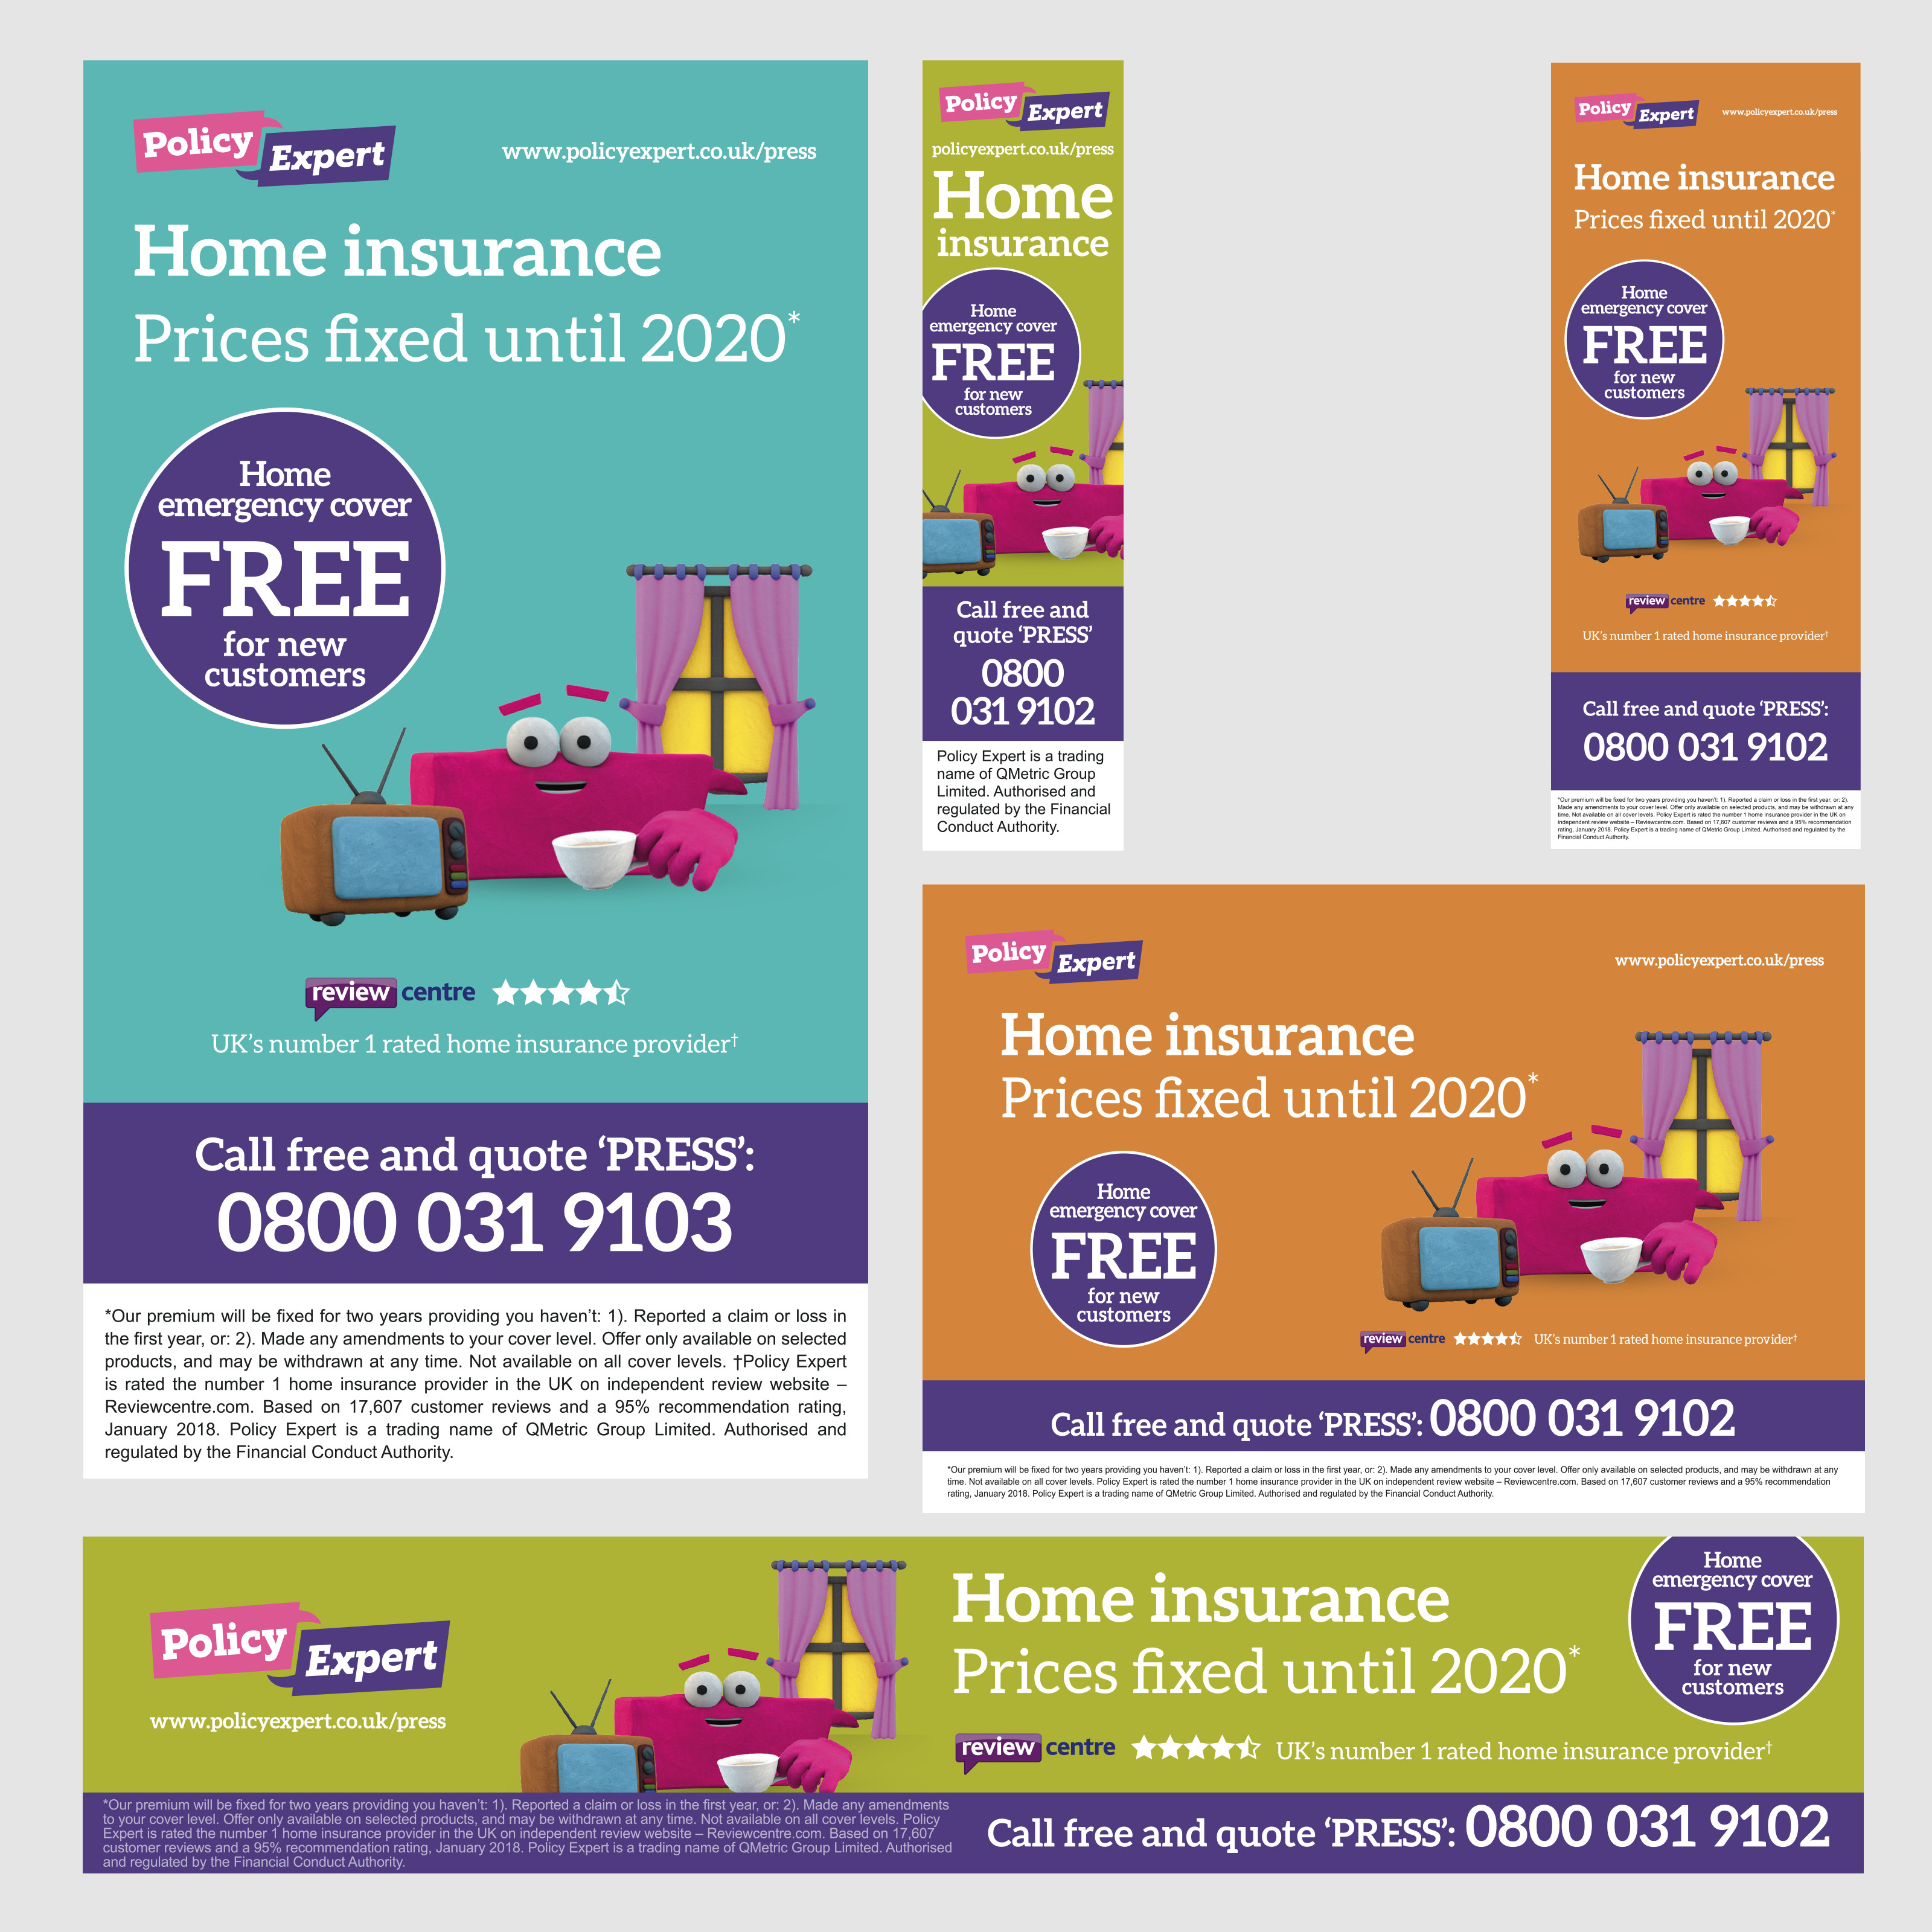 Policy
Expert
www.policyexpert.co.uk/press
Home insurance
Prices fixed until 2020*
Home
emergency cover
FREE
for new
customers
review centre
UK's number 1 rated home insurance provider†
Call free and quote ‘PRESS’:
0800 031 9103
*Our premium will be fixed for two years providing you haven't: 1). Reported a claim or loss in
the first year, or: 2). Made any amendments to your cover level. Offer only available on selected
products, and may be withdrawn at any time. Not available on all cover levels. †Policy Expert
is rated the number 1 home insurance provider in the UK on independent review website –
Reviewcentre.com. Based on 17,607 customer reviews and a 95% recommendation rating,
January 2018. Policy Expert is a trading name of QMetric Group Limited. Authorised and
regulated by the Financial Conduct Authority.
Policy
Expert
policyexpert.co.uk/press
Home
insurance
Home
emergency cover
FREE
for new
customers
Call free and
quote ‘PRESS’
0800
031 9102
Policy Expert is a trading
name of QMetric Group
Limited. Authorised and
regulated by the Financial
Conduct Authority.
Policy
Expert
www.policyexpert.co.uk/press
Home insurance
Prices fixed until 2020*
Home
emergency cover
FREE
for new
customers
review centre
UK's number 1 rated home insurance provider†
Call free and quote ‘PRESS’:
0800 031 9102
*Our premium will be fixed for two years providing you haven't: 1). Reported a claim or loss in the first year, or: 2).
Made any amendments to your cover level. Offer only available on selected products, and may be withdrawn at any
time. Not available on all cover levels. Policy Expert is rated the number 1 home insurance provider in the UK on
independent review website – Reviewcentre.com. Based on 17,607 customer reviews and a 95% recommendation
rating, January 2018. Policy Expert is a trading name of QMetric Group Limited. Authorised and regulated by the
Financial Conduct Authority.
Policy
Expert
www.policyexpert.co.uk/press
Home insurance
Prices fixed until 2020*
Home
emergency cover
FREE
for new
customers
review centre UK's number 1 rated home insurance provider†
Call free and quote ‘PRESS’: 0800 031 9102
*Our premium will be fixed for two years providing you haven't: 1). Reported a claim or loss in the first year, or: 2). Made any amendments to your cover level. Offer only available on selected products, and may be withdrawn at any
time. Not available on all cover levels. Policy Expert is rated the number 1 home insurance provider in the UK on independent review website – Reviewcentre.com. Based on 17,607 customer reviews and a 95% recommendation
rating, January 2018. Policy Expert is a trading name of QMetric Group Limited. Authorised and regulated by the Financial Conduct Authority.
Policy
Expert
www.policyexpert.co.uk/press
Home insurance
Prices fixed until 2020*
review centre UK's number 1 rated home insurance provider†
Home
emergency cover
FREE
for new
customers
*Our premium will be fixed for two years providing you haven't: 1). Reported a claim or loss in the first year, or: 2). Made any amendments
to your cover level. Offer only available on selected products, and may be withdrawn at any time. Not available on all cover levels. Policy
Expert is rated the number 1 home insurance provider in the UK on independent review website – Reviewcentre.com. Based on 17,607
customer reviews and a 95% recommendation rating, January 2018. Policy Expert is a trading name of QMetric Group Limited. Authorised
and regulated by the Financial Conduct Authority.
Call free and quote ‘PRESS’: 0800 031 9102